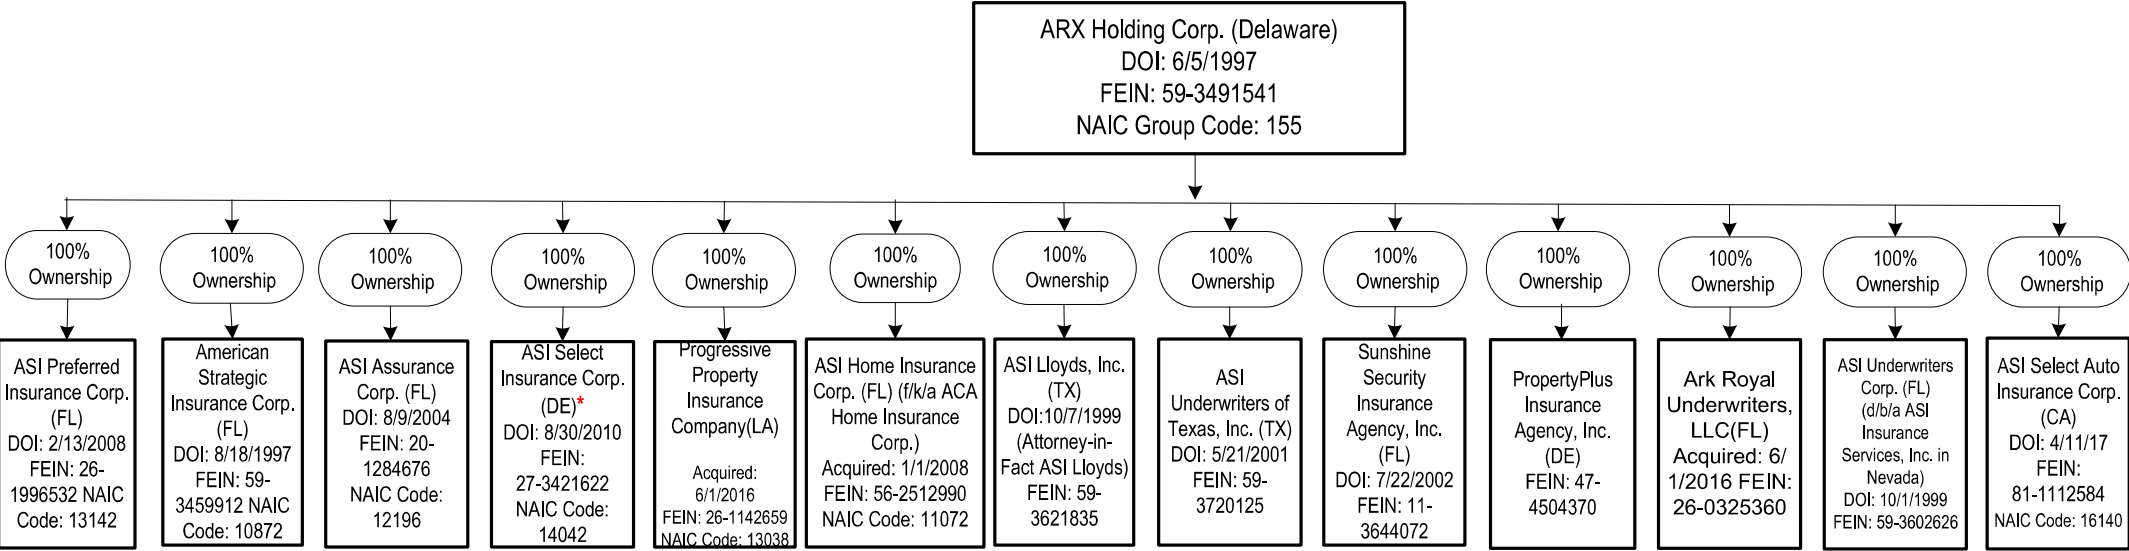 ARX Holding Corp. (Delaware)
DOI: 6/5/1997
FEIN: 59-3491541
NAIC Group Code: 155
100%
Ownership
100%
Ownership
100%
Ownership
100%
Ownership
100%
Ownership
100%
Ownership
100%
Ownership
100%
Ownership
100%
Ownership
100%
Ownership
100%
Ownership
100%
Ownership
100%
Ownership
ASI Preferred
Insurance Corp.
(FL)
DOI: 2/13/2008
FEIN: 26-
1996532 NAIC
Code: 13142
American
Strategic
Insurance Corp.
(FL)
DOI: 8/18/1997
FEIN: 59-
3459912 NAIC
Code: 10872
ASI Assurance
Corp. (FL)
DOI: 8/9/2004
FEIN: 20-
1284676
NAIC Code:
12196
ASI Select
Insurance Corp.
(DE)*
DOI: 8/30/2010
FEIN:
27-3421622
NAIC Code:
14042
Progressive
Property
Insurance
Company(LA)
Acquired:
6/1/2016
FEIN: 26-1142659
NAIC Code: 13038
ASI Home Insurance
Corp. (FL) (f/k/a ACA
Home Insurance
Corp.)
Acquired: 1/1/2008
FEIN: 56-2512990
NAIC Code: 11072
ASI Lloyds, Inc.
(TX)
DOI:10/7/1999
(Attorney-in-
Fact ASI Lloyds)
FEIN: 59-
3621835
ASI
Underwriters of
Texas, Inc. (TX)
DOI: 5/21/2001
FEIN: 59-
3720125
Sunshine
Security
Insurance
Agency, Inc.
(FL)
DOI: 7/22/2002
FEIN: 11-
3644072
PropertyPlus
Insurance
Agency, Inc.
(DE)
FEIN: 47-
4504370
Ark Royal
Underwriters,
LLC(FL)
Acquired: 6/
1/2016 FEIN:
26-0325360
ASI Underwriters
Corp. (FL)
(d/b/a ASI
Insurance
Services, Inc. in
Nevada)
DOI: 10/1/1999
FEIN: 59-3602626
ASI Select Auto
Insurance Corp.
(CA)
DOI: 4/11/17
FEIN:
81-1112584
NAIC Code: 16140